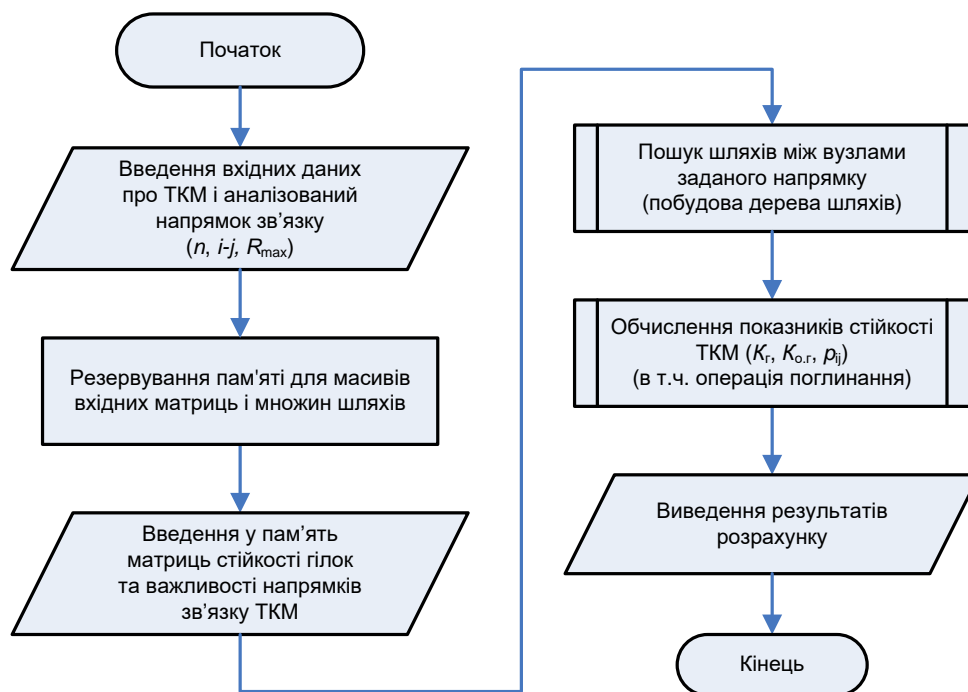 Початок
Введення вхідних даних
про ТКМ і аналізований
напрямок зв’язку
(n, i-j, Rmax)
Резервування пам'яті для масивів
вхідних матриць і множин шляхів
Введення у пам’ять
матриць стійкості гілок
та важливості напрямків
зв’язку ТКМ
Пошук шляхів між вузлами
заданого напрямку
(побудова дерева шляхів)
Обчислення показників стійкості
ТКМ (Kг, Kо.г, pij)
(в т.ч. операція поглинання)
Виведення результатів
розрахунку
Кінець